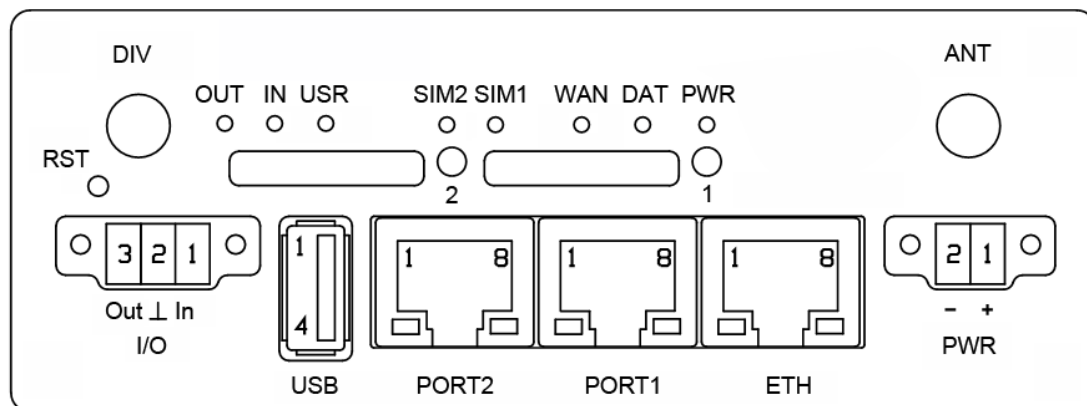 DIV ANT
OUT IN USR SIM2 SIM1 WAN DAT PWR
RST
2 1
3 2 1 1 1 8 1 8 1 8 2 1
Out ⊥ In 4 - +
I/O PWR
USB PORT2 PORT1 ETH